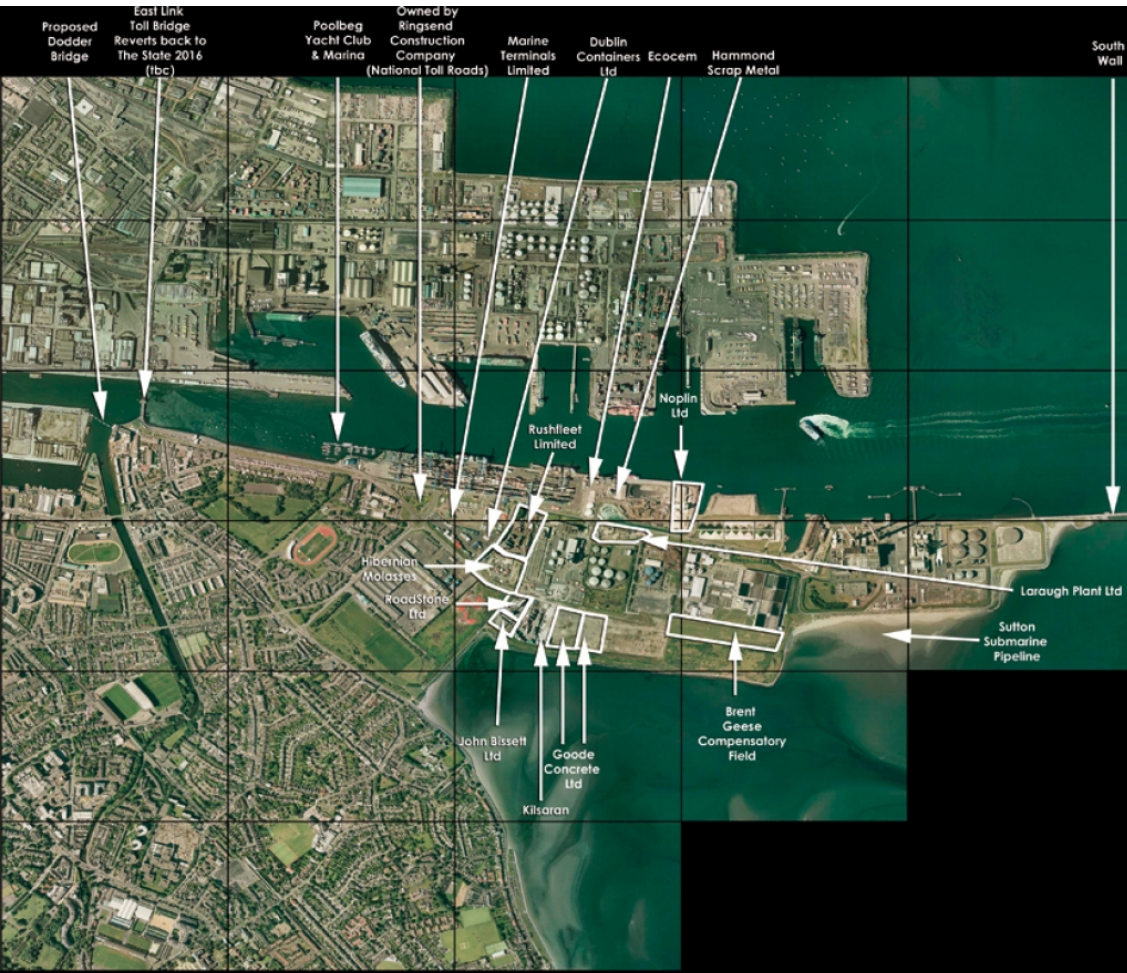 Proposed
Dodder
Bridge
East Link
Toll Bridge
Reverts back to
The State 2016
(tbc)
Poolbeg
Yacht Club
& Marina
Owned by
Ringsend
Construction
Company
(National Toll Roads)
Marine
Terminals
Limited
Dublin
Containers
Ltd
Ecocem
Hammond
Scrap Metal
South
Wall
Noplin
Ltd
Rushfleet
Limited
Hibernian
Molasses
RoadStone
Ltd
Laraugh Plant Ltd
Sutton
Submarine
Pipeline
John Bissett
Ltd
Goode
Concrete
Ltd
Kilsaran
Brent
Geese
Compensatory
Field